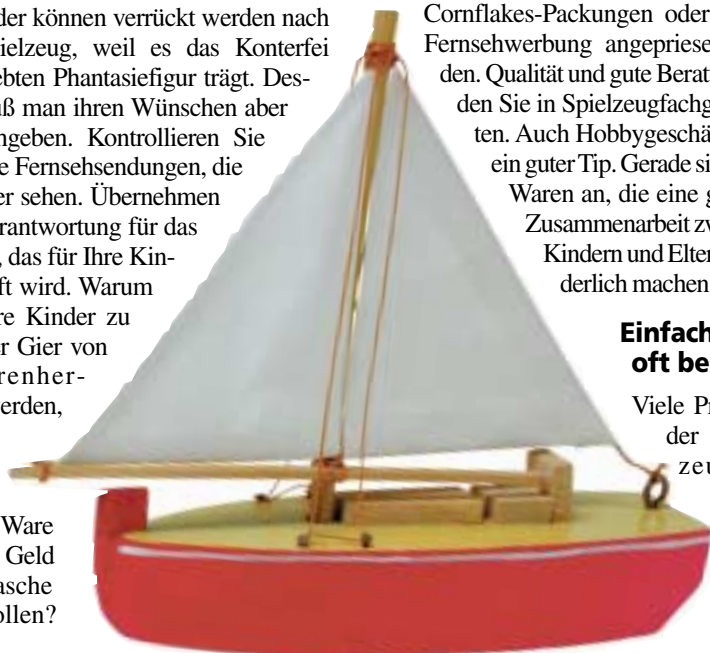 der können verrückt werden nach
ielzeug, weil es das Konterfei
ebten Phantasiefigur trägt. Des-
uß man ihren Wünschen aber
ngeben. Kontrollieren Sie
e Fernsehsendungen, die
er sehen. Übernehmen
rantwortung für das
, das für Ihre Kin-
ft wird. Warum
re Kinder zu
r Gier von
renher-
verden,
Ware
Geld
asche
ollen?
Cornflakes-Packungen oder
Fernsehwerbung angepriese
den. Qualität und gute Berat
den Sie in Spielzeugfachg
ten. Auch Hobbygeschä
ein guter Tip. Gerade si
Waren an, die eine g
Zusammenarbeit zw
Kindern und Elter
derlich machen
Einfach
oft be
Viele Pr
der
zeu